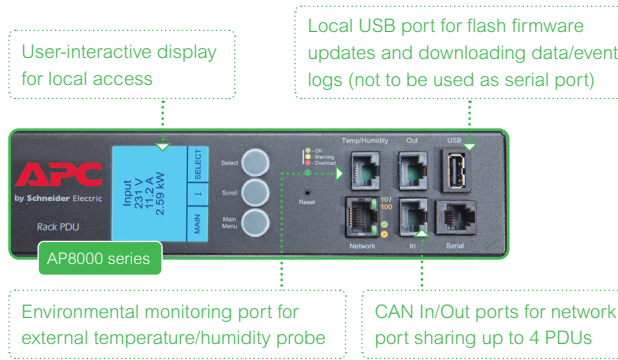 User-interactive display
for local access
Local USB port for flash firmware
updates and downloading data/event
logs (not to be used as serial port)
APC
by Schneider Electric
Rack PDU
AP8000 series
Input
231 V
11.2 A
2.59 kW
SELECT
↓
MAIN
Select
Scroll
Main
Menu
- OK
- Warning
- Overload
Reset
Temp/Humidity
Out
USB
10/
100
Network
In
Serial
Environmental monitoring port for
external temperature/humidity probe
CAN In/Out ports for network
port sharing up to 4 PDUs